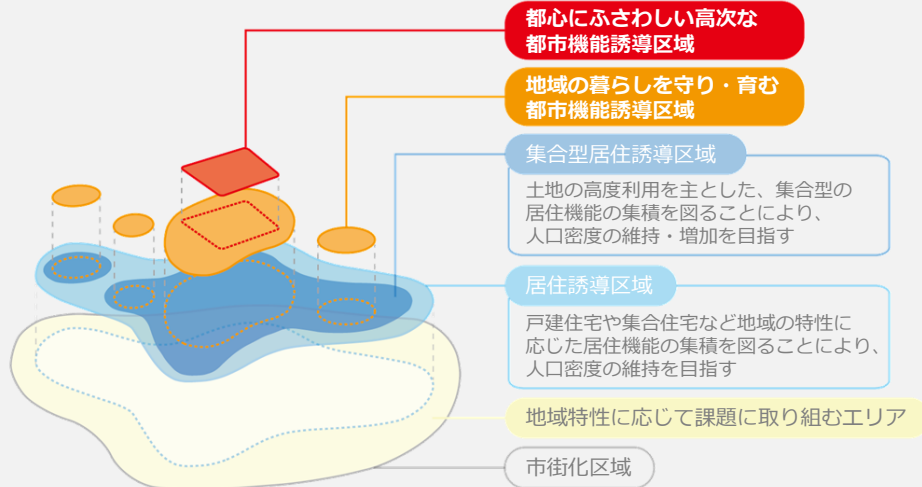 都心にふさわしい高次な
都市機能誘導区域
地域の暮らしを守り・育む
都市機能誘導区域
集合型居住誘導区域
土地の高度利用を主とした、集合型の
居住機能の集積を図ることにより、
人口密度の維持・増加を目指す
居住誘導区域
戸建住宅や集合住宅など地域の特性に
応じた居住機能の集積を図ることにより、
人口密度の維持を目指す
地域特性に応じて課題に取り組むエリア
市街化区域